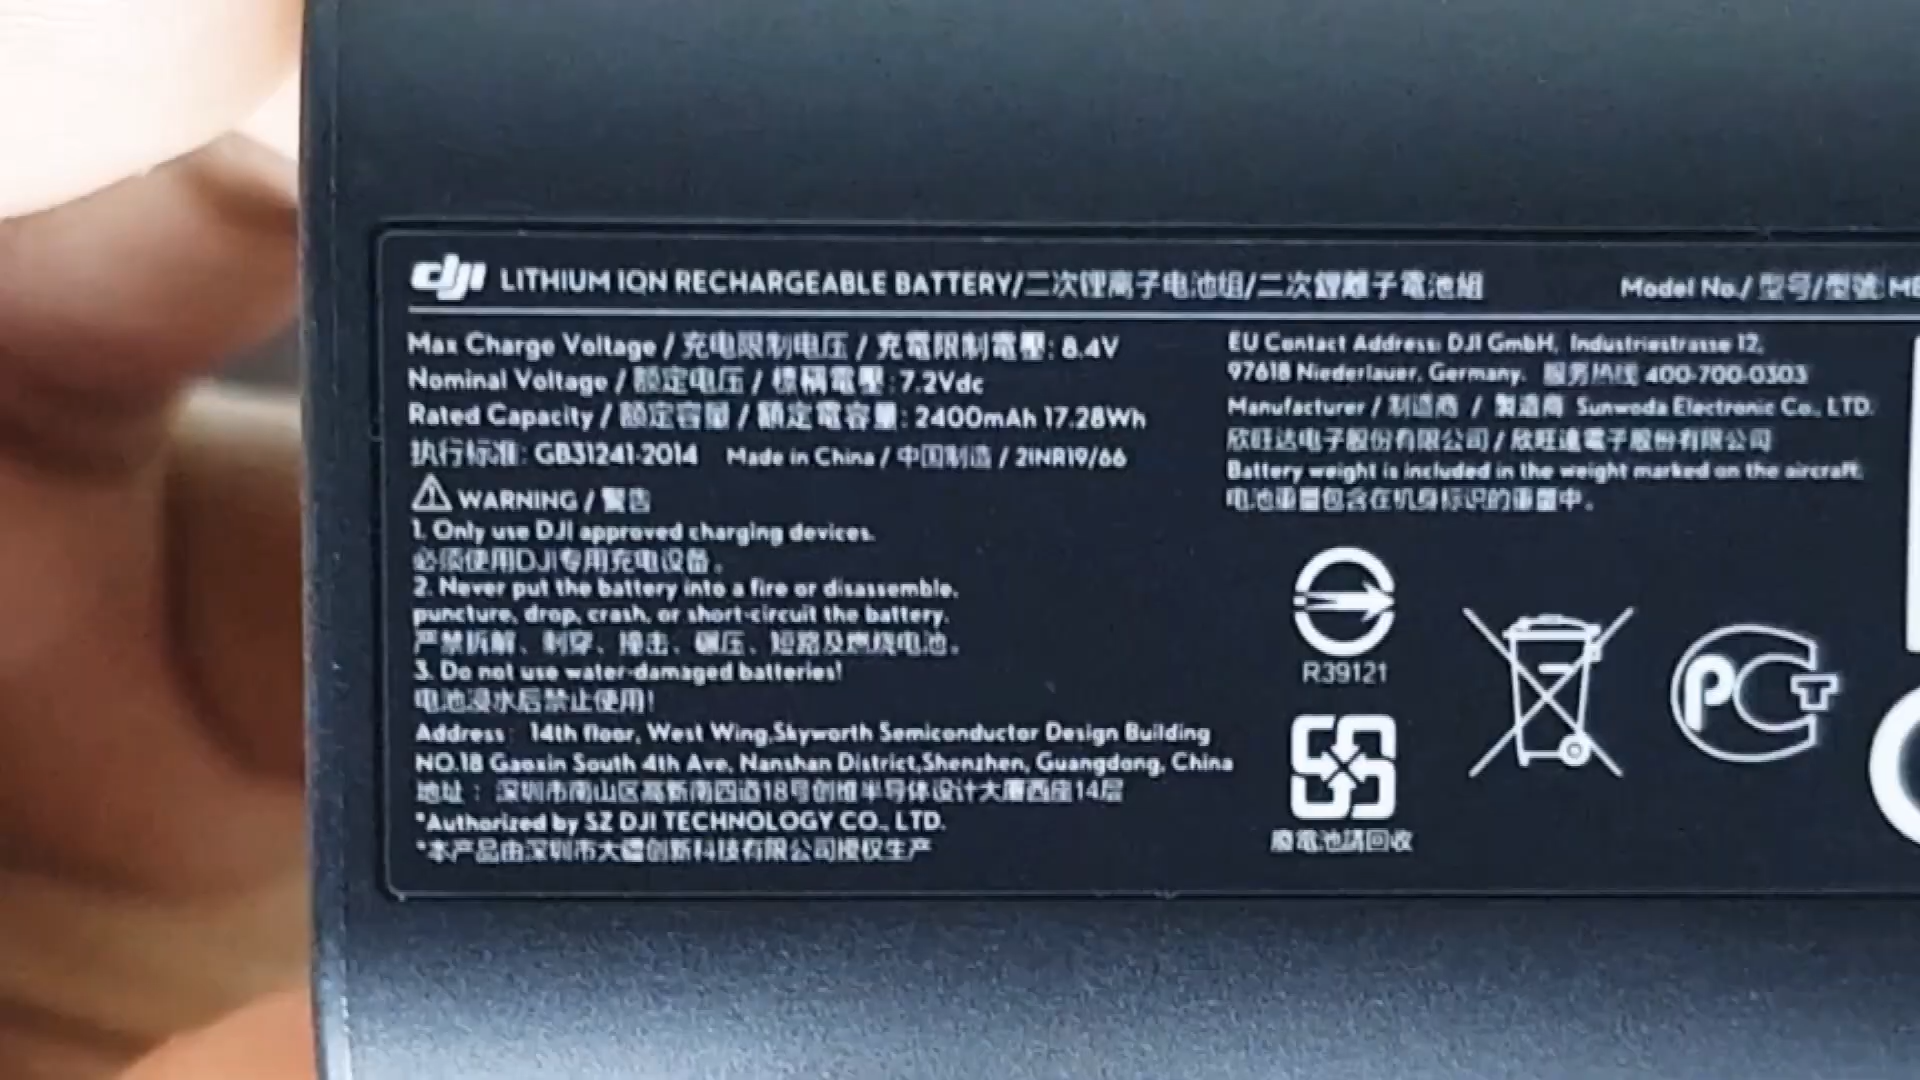 dji LITHIUM ION RECHARGEABLE BATTERY/二次锂离子电池组/二次鋰離子電池組
Model No./ 型号/型號:
Max Charge Voltage / 充电限制电压 / 充電限制電壓: 8.4V
Nominal Voltage / 额定电压 / 標稱電壓: 7.2Vdc
Rated Capacity / 额定容量 / 額定電容量: 2400mAh 17.28Wh
执行标准: GB31241-2014 Made in China / 中国制造 / 2INR19/66
WARNING / 警告
1. Only use DJI approved charging devices.
必须使用DJI专用充电设备。
2. Never put the battery into a fire or disassemble,
puncture, drop, crash, or short-circuit the battery.
严禁拆解、刺穿、撞击、碾压、短路及燃烧电池。
3. Do not use water-damaged batteries!
电池浸水后禁止使用!
Address: 14th floor, West Wing,Skyworth Semiconductor Design Building
NO.18 Gaoxin South 4th Ave, Nanshan District,Shenzhen, Guangdong, China
地址: 深圳市南山区高新南四道18号创维半导体设计大厦西座14层
*Authorized by SZ DJI TECHNOLOGY CO., LTD.
*本产品由深圳市大疆创新科技有限公司授权生产
EU Contact Address: DJI GmbH, Industriestrasse 12,
97618 Niederlauer, Germany. 服务热线 400-700-0303
Manufacturer / 制造商 / 製造商 Sunwoda Electronic Co., LTD.
欣旺达电子股份有限公司 / 欣旺達電子股份有限公司
Battery weight is included in the weight marked on the aircraft.
电池重量包含在机身标识的重量中。
R39121
廢電池請回收
PCT